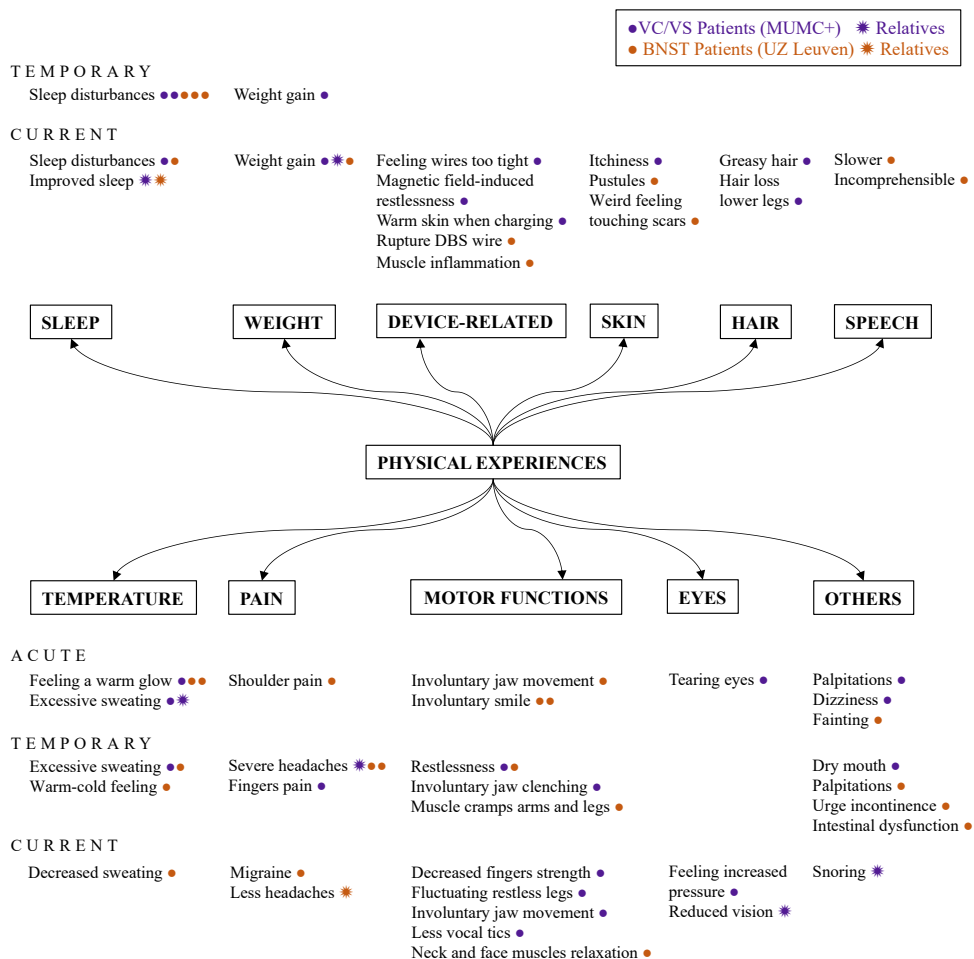 ●VC/VS Patients (MUMC+) ✷ Relatives
● BNST Patients (UZ Leuven) ✷ Relatives
TEMPORARY
Sleep disturbances ●●●●● Weight gain ●
CURRENT
Sleep disturbances ●●
Improved sleep ✷✷
Weight gain ●✷●
Feeling wires too tight ●
Magnetic field-induced
restlessness ●
Warm skin when charging ●
Rupture DBS wire ●
Muscle inflammation ●
Itchiness ●
Pustules ●
Weird feeling
touching scars ●
Greasy hair ●
Hair loss
lower legs ●
Slower ●
Incomprehensible ●
SLEEP
WEIGHT
DEVICE-RELATED
SKIN
HAIR
SPEECH
PHYSICAL EXPERIENCES
TEMPERATURE
PAIN
MOTOR FUNCTIONS
EYES
OTHERS
ACUTE
Feeling a warm glow ●●●
Excessive sweating ●✷
Shoulder pain ●
Involuntary jaw movement ●
Involuntary smile ●●
Tearing eyes ●
Palpitations ●
Dizziness ●
Fainting ●
TEMPORARY
Excessive sweating ●●
Warm-cold feeling ●
Severe headaches ✷●●
Fingers pain ●
Restlessness ●●
Involuntary jaw clenching ●
Muscle cramps arms and legs ●
Dry mouth ●
Palpitations ●
Urge incontinence ●
Intestinal dysfunction ●
CURRENT
Decreased sweating ●
Migraine ●
Less headaches ✷
Decreased fingers strength ●
Fluctuating restless legs ●
Involuntary jaw movement ●
Less vocal tics ●
Neck and face muscles relaxation ●
Feeling increased
pressure ●
Reduced vision ✷
Snoring ✷